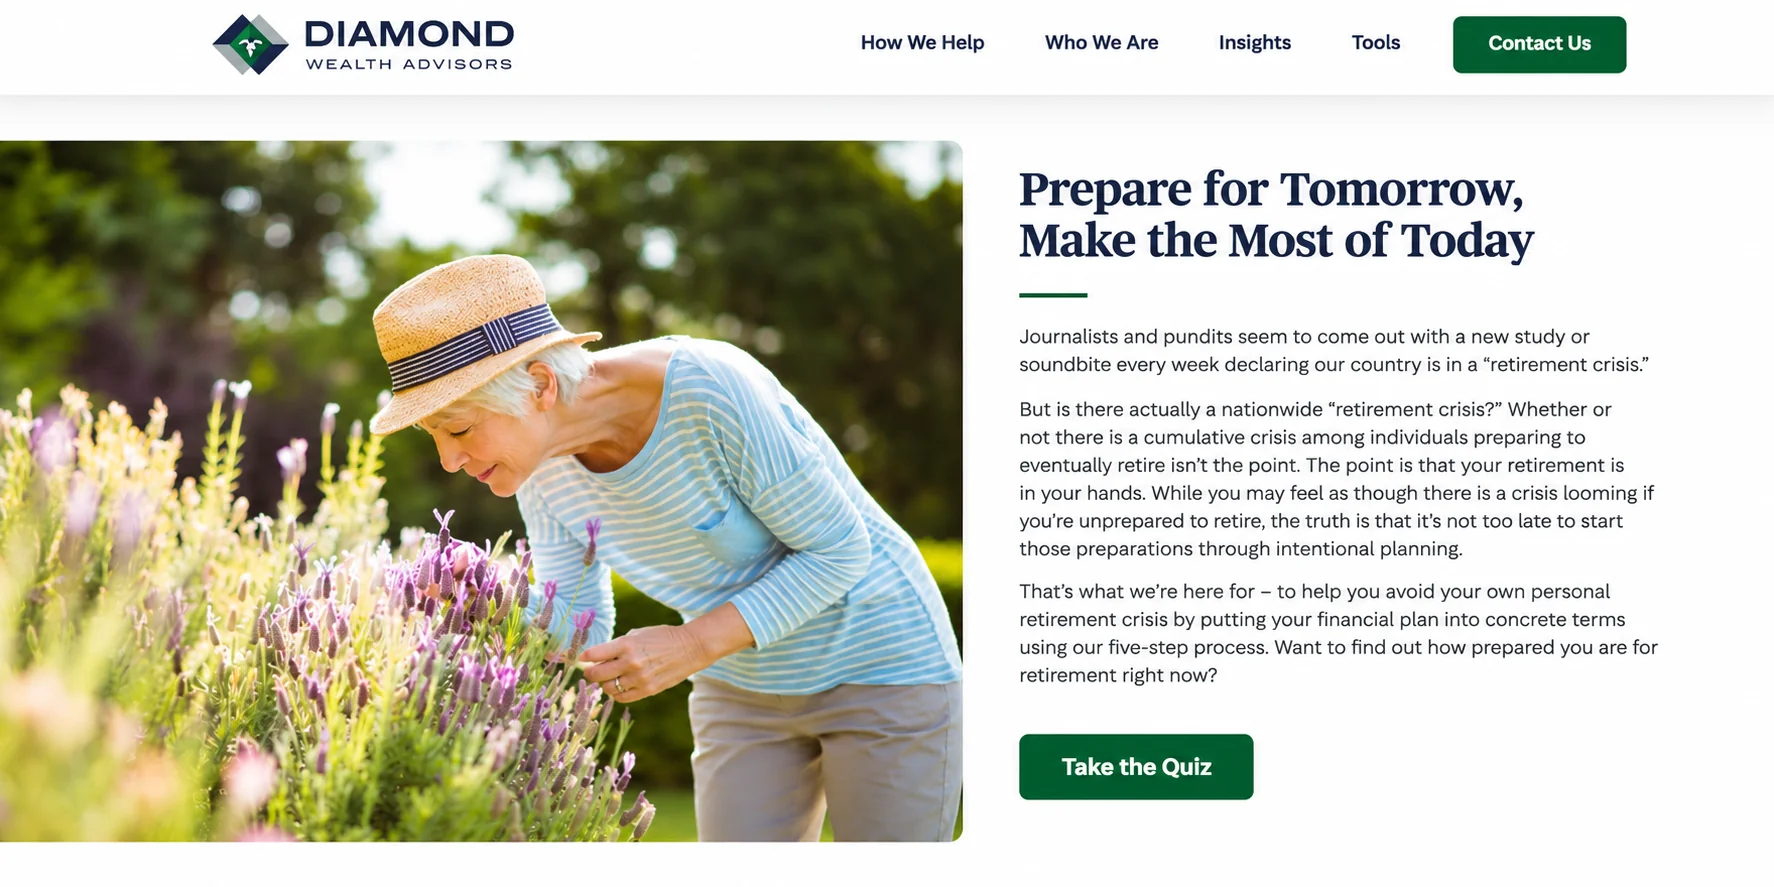 DIAMOND
WEALTH ADVISORS
How We Help
Who We Are
Insights
Tools
Contact Us
Prepare for Tomorrow,
Make the Most of Today
Journalists and pundits seem to come out with a new study or
soundbite every week declaring our country is in a “retirement crisis.”
But is there actually a nationwide “retirement crisis?” Whether or
not there is a cumulative crisis among individuals preparing to
eventually retire isn’t the point. The point is that your retirement is
in your hands. While you may feel as though there is a crisis looming if
you’re unprepared to retire, the truth is that it’s not too late to start
those preparations through intentional planning.
That’s what we’re here for – to help you avoid your own personal
retirement crisis by putting your financial plan into concrete terms
using our five-step process. Want to find out how prepared you are for
retirement right now?
Take the Quiz